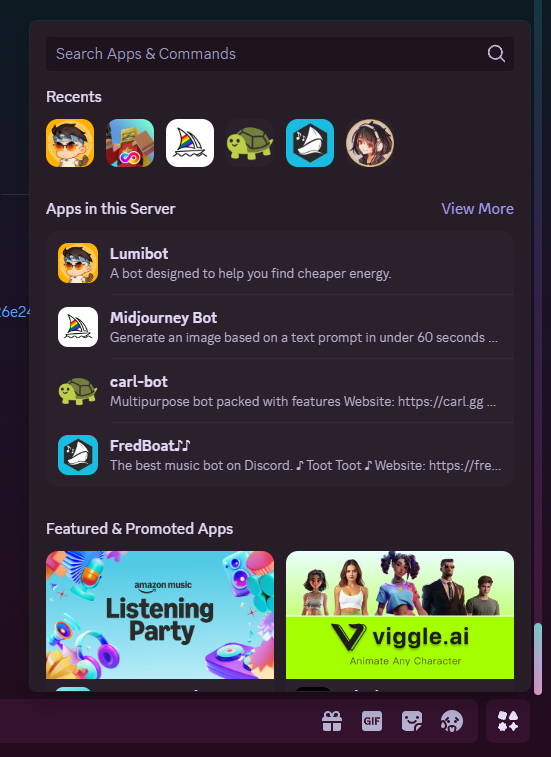 Search Apps & Commands
Recents
Apps in this Server
View More
Lumibot
A bot designed to help you find cheaper energy.
26e24
Midjourney Bot
Generate an image based on a text prompt in under 60 seconds ...
carl-bot
Multipurpose bot packed with features Website: https://carl.gg ...
FredBoat♪♪
The best music bot on Discord. ♪ Toot Toot ♪ Website: https://fre...
Featured & Promoted Apps
amazon music
Listening
Party
viggle.ai
Animate Any Character
GIF